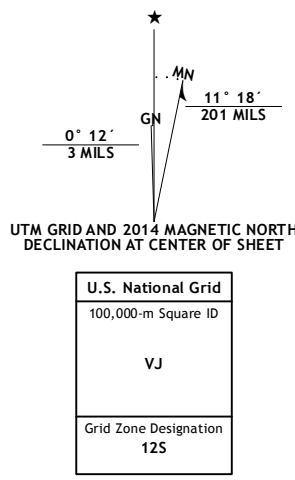 ★
MN
11° 18´
201 MILS
GN
0° 12´
3 MILS
UTM GRID AND 2014 MAGNETIC NORTH
DECLINATION AT CENTER OF SHEET
U.S. National Grid
100,000-m Square ID
VJ
Grid Zone Designation
12S